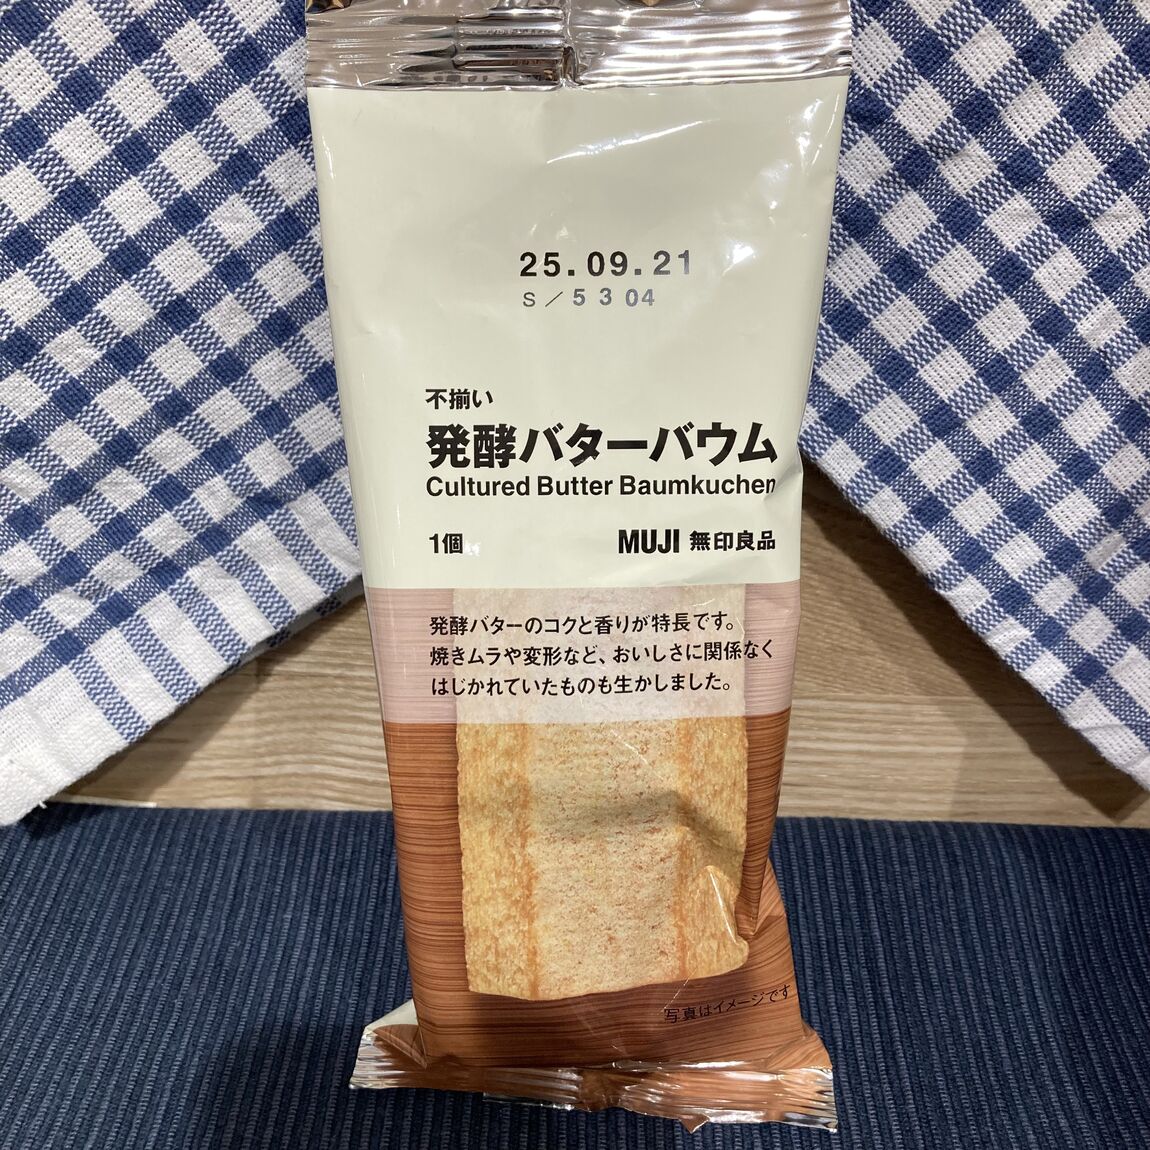 25.09.21
S／5 3 04
不揃い
発酵バターバウム
Cultured Butter Baumkuchen
1個
MUJI 無印良品
発酵バターのコクと香りが特長です。
焼きムラや変形など、おいしさに関係なく
はじかれていたものも生かしました。
写真はイメージです